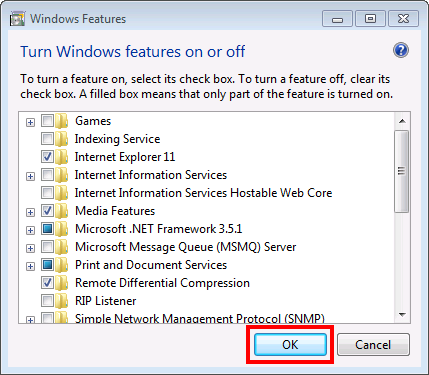 Windows Features
Turn Windows features on or off
To turn a feature on, select its check box. To turn a feature off, clear its
check box. A filled box means that only part of the feature is turned on.
Games
Indexing Service
Internet Explorer 11
Internet Information Services
Internet Information Services Hostable Web Core
Media Features
Microsoft .NET Framework 3.5.1
Microsoft Message Queue (MSMQ) Server
Print and Document Services
Remote Differential Compression
RIP Listener
Simple Network Management Protocol (SNMP)
OK Cancel